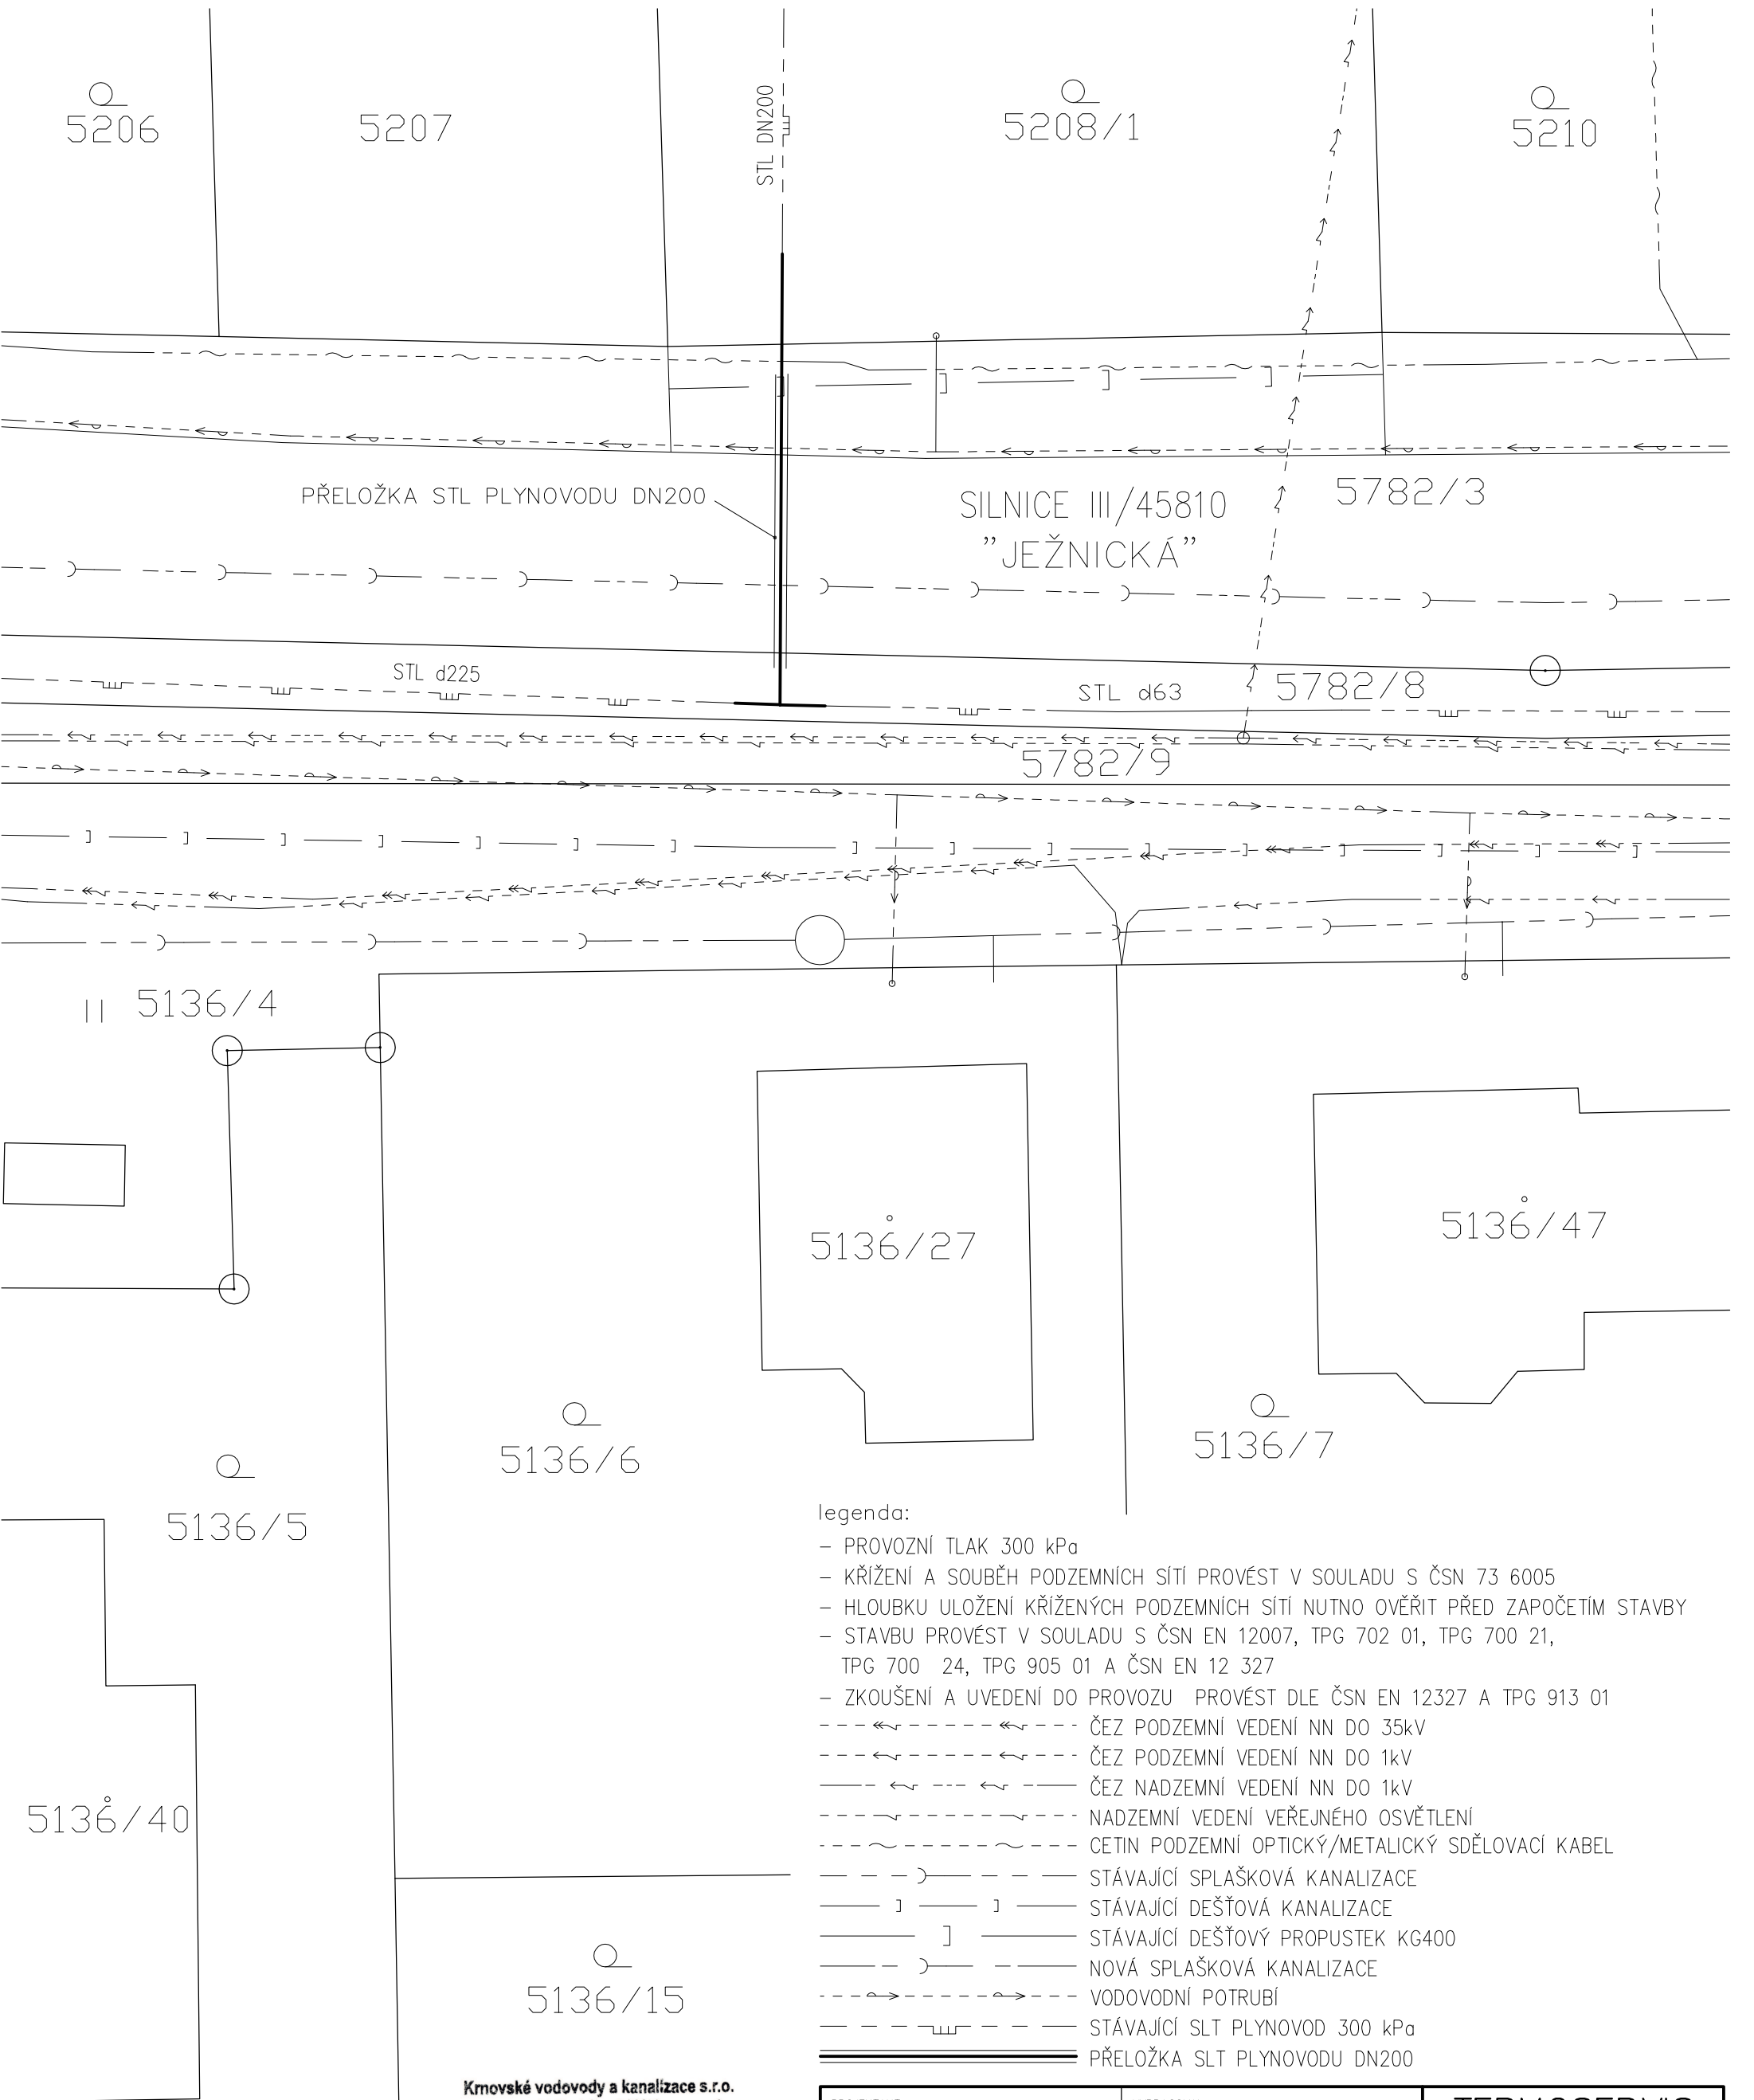 5206
5207
STL DN200
5208/1
5210
PŘELOŽKA STL PLYNOVODU DN200
SILNICE III/45810
"JEŽNICKÁ"
5782/3
STL d225
STL d63
5782/8
5782/9
5136/4
5136/27
5136/47
5136/6
5136/7
5136/5
5136/40
5136/15
legenda:
– PROVOZNÍ TLAK 300 kPa
– KŘÍŽENÍ A SOUBĚH PODZEMNÍCH SÍTÍ PROVÉST V SOULADU S ČSN 73 6005
– HLOUBKU ULOŽENÍ KŘÍŽENÝCH PODZEMNÍCH SÍTÍ NUTNO OVĚŘIT PŘED ZAPOČETÍM STAVBY
– STAVBU PROVÉST V SOULADU S ČSN EN 12007, TPG 702 01, TPG 700 21,
TPG 700 24, TPG 905 01 A ČSN EN 12 327
– ZKOUŠENÍ A UVEDENÍ DO PROVOZU PROVÉST DLE ČSN EN 12327 A TPG 913 01
ČEZ PODZEMNÍ VEDENÍ NN DO 35kV
ČEZ PODZEMNÍ VEDENÍ NN DO 1kV
ČEZ NADZEMNÍ VEDENÍ NN DO 1kV
NADZEMNÍ VEDENÍ VEŘEJNÉHO OSVĚTLENÍ
CETIN PODZEMNÍ OPTICKÝ/METALICKÝ SDĚLOVACÍ KABEL
STÁVAJÍCÍ SPLAŠKOVÁ KANALIZACE
STÁVAJÍCÍ DEŠŤOVÁ KANALIZACE
STÁVAJÍCÍ DEŠŤOVÝ PROPUSTEK KG400
NOVÁ SPLAŠKOVÁ KANALIZACE
VODOVODNÍ POTRUBÍ
STÁVAJÍCÍ SLT PLYNOVOD 300 kPa
PŘELOŽKA SLT PLYNOVODU DN200
Krnovské vodovody a kanalizace s.r.o.
TERMOSERVIS